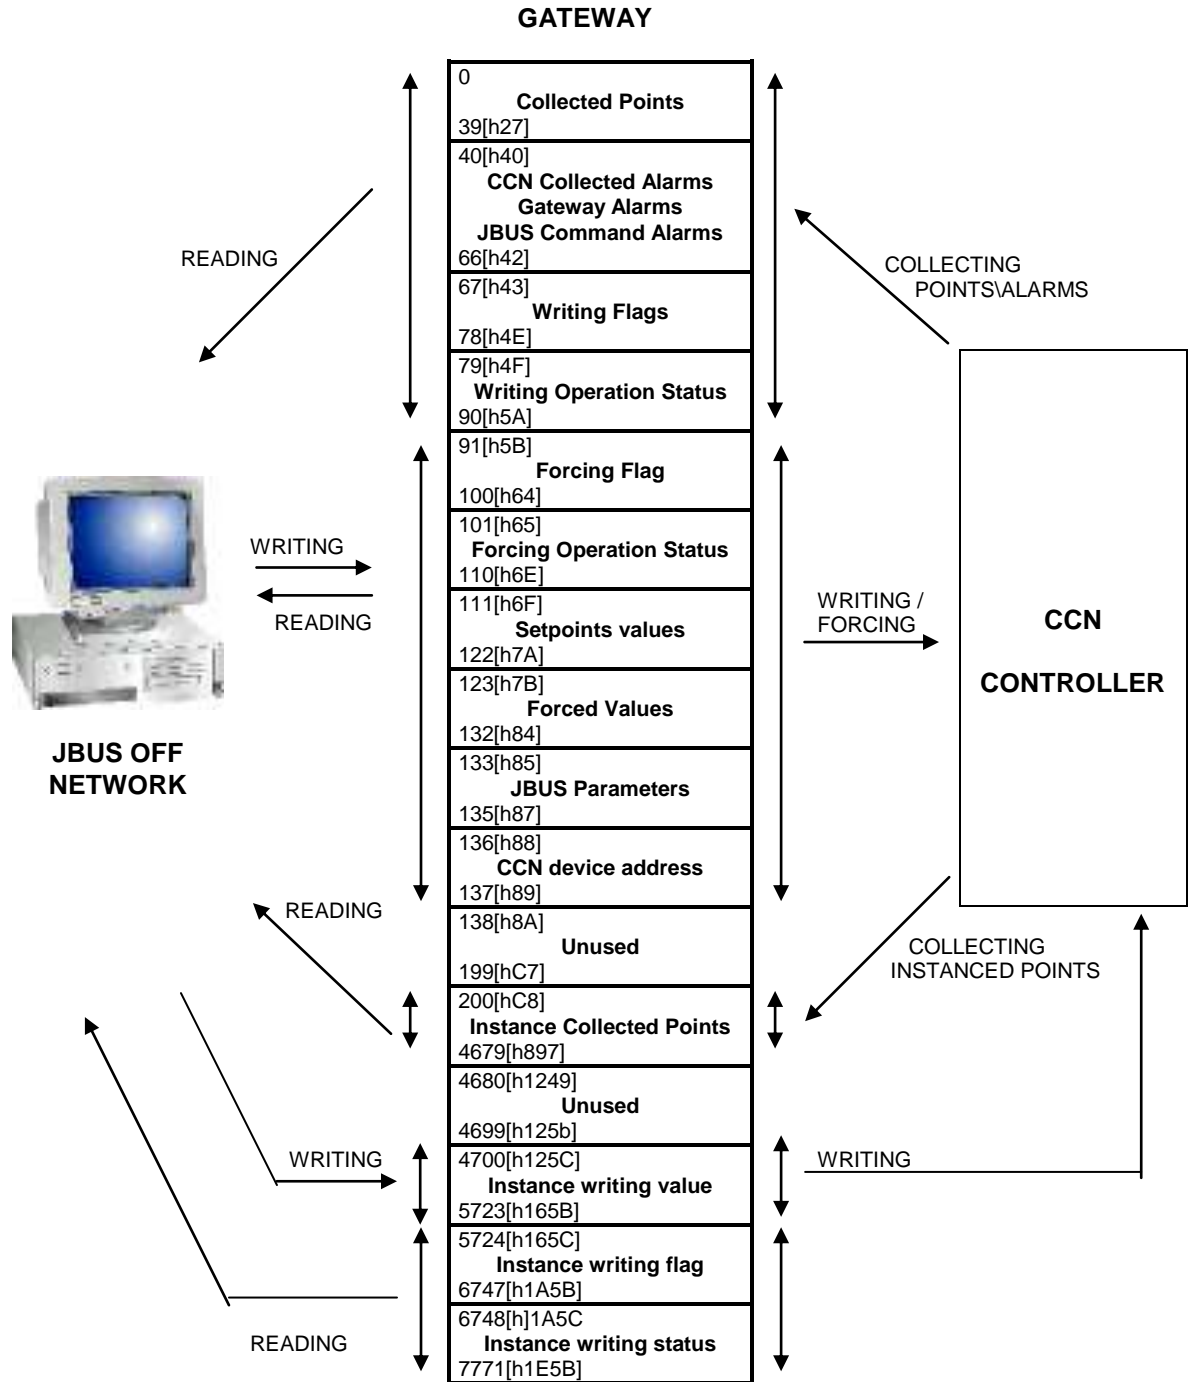 GATEWAY
0
Collected Points
39[h27]
40[h40]
CCN Collected Alarms
Gateway Alarms
JBUS Command Alarms
66[h42]
READING
COLLECTING
POINTS\ALARMS
67[h43]
Writing Flags
78[h4E]
79[h4F]
Writing Operation Status
90[h5A]
91[h5B]
Forcing Flag
100[h64]
101[h65]
Forcing Operation Status
110[h6E]
WRITING
READING
111[h6F]
Setpoints values
122[h7A]
WRITING /
FORCING
CCN
CONTROLLER
123[h7B]
Forced Values
132[h84]
JBUS OFF
NETWORK
133[h85]
JBUS Parameters
135[h87]
136[h88]
CCN device address
137[h89]
READING
138[h8A]
Unused
199[hC7]
COLLECTING
INSTANCED POINTS
200[hC8]
Instance Collected Points
4679[h897]
4680[h1249]
Unused
4699[h125b]
WRITING
4700[h125C]
Instance writing value
5723[h165B]
WRITING
5724[h165C]
Instance writing flag
6747[h1A5B]
READING
6748[h]1A5C
Instance writing status
7771[h1E5B]